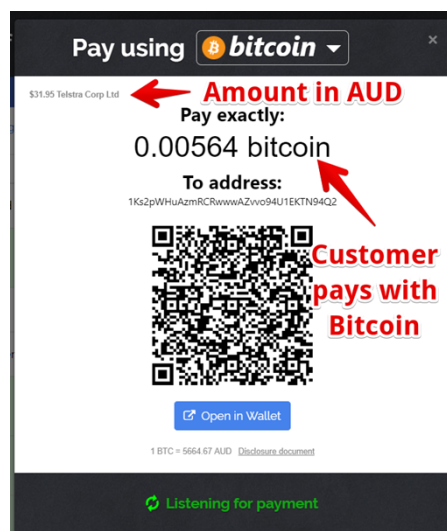 Pay using bitcoin
×
$31.95 Telstra Corp Ltd
Amount in AUD
Pay exactly:
0.00564 bitcoin
To address:
1Ks2pWHuAzmRCRwwwAZvvo94U1EKTN94Q2
Customer
pays with
Bitcoin
Open in Wallet
1 BTC = 5664.67 AUD Disclosure document
Listening for payment